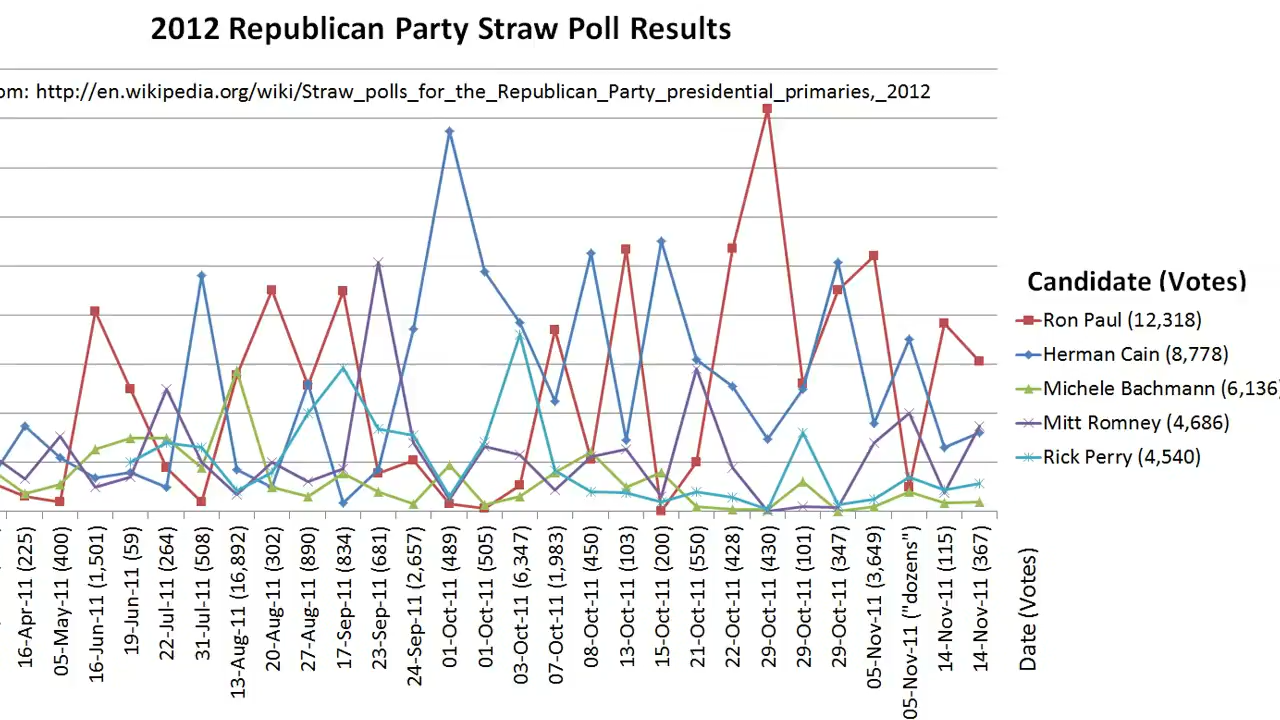 2012 Republican Party Straw Poll Results
om: http://en.wikipedia.org/wiki/Straw_polls_for_the_Republican_Party_presidential_primaries,_2012
Candidate (Votes)
Ron Paul (12,318)
Herman Cain (8,778)
Michele Bachmann (6,136)
Mitt Romney (4,686)
Rick Perry (4,540)
16-Apr-11 (225)
05-May-11 (400)
16-Jun-11 (1,501)
19-Jun-11 (59)
22-Jul-11 (264)
31-Jul-11 (508)
13-Aug-11 (16,892)
20-Aug-11 (302)
27-Aug-11 (890)
17-Sep-11 (834)
23-Sep-11 (681)
24-Sep-11 (2,657)
01-Oct-11 (489)
01-Oct-11 (505)
03-Oct-11 (6,347)
07-Oct-11 (1,983)
08-Oct-11 (450)
13-Oct-11 (103)
15-Oct-11 (200)
21-Oct-11 (550)
22-Oct-11 (428)
29-Oct-11 (430)
29-Oct-11 (101)
29-Oct-11 (347)
05-Nov-11 (3,649)
05-Nov-11 ("dozens")
14-Nov-11 (115)
14-Nov-11 (367)
Date (Votes)